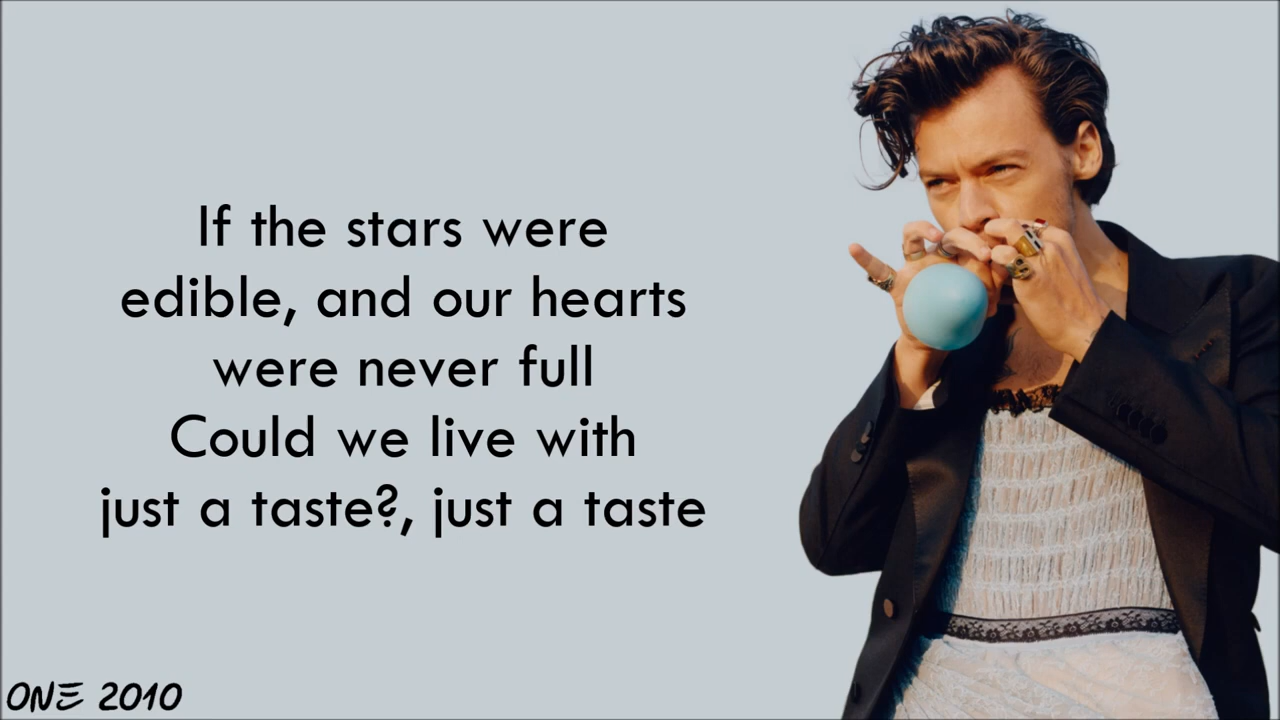 If the stars were
edible, and our hearts
were never full
Could we live with
just a taste?, just a taste
ONE 2010